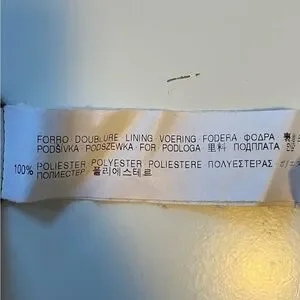 FORRO DOUBLURE LINING VOERING FODERA ΦΟΔΡΑ
PODŠÍVKA PODSZEWKA FOR PODLOGA 里料 ПОДПЛАТА
100% POLIESTER POLYESTER POLIESTERE ΠΟΛΥΕΣΤΕΡΑΣ
ПОЛИЕСТЕР 폴리에스테르